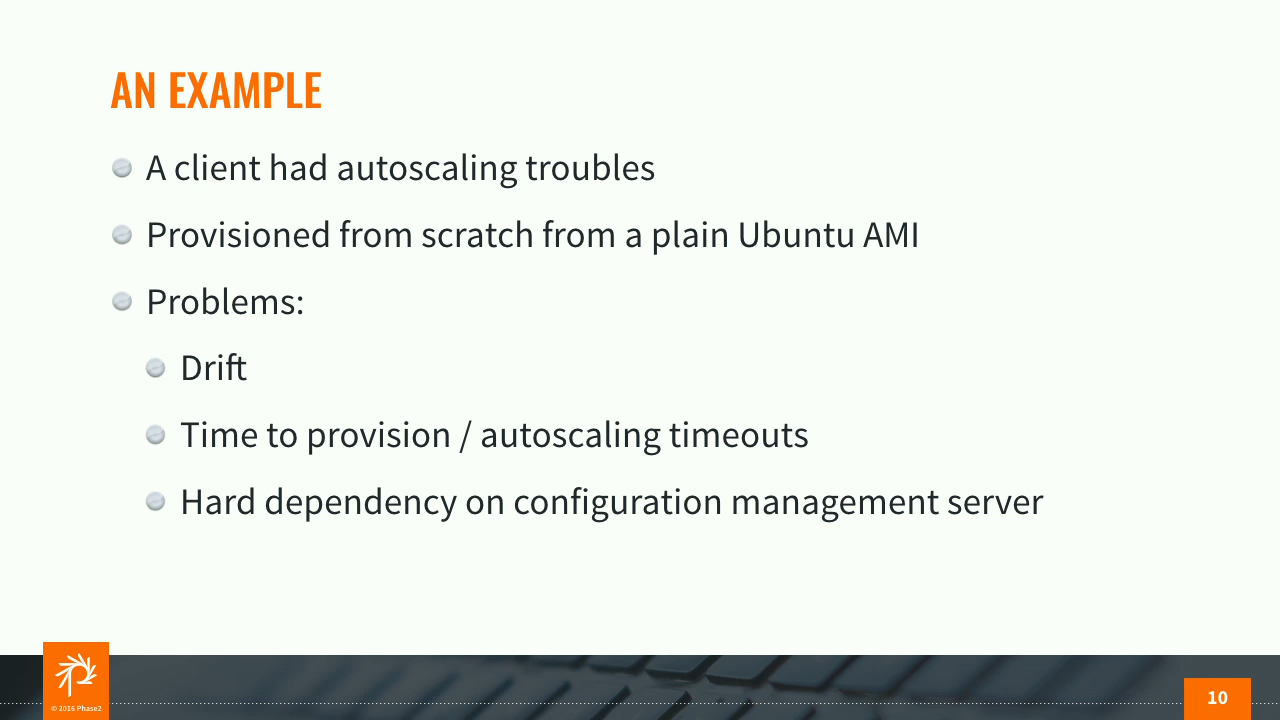 AN EXAMPLE
A client had autoscaling troubles
Provisioned from scratch from a plain Ubuntu AMI
Problems:
Drift
Time to provision / autoscaling timeouts
Hard dependency on configuration management server
© 2016 Phase2
10